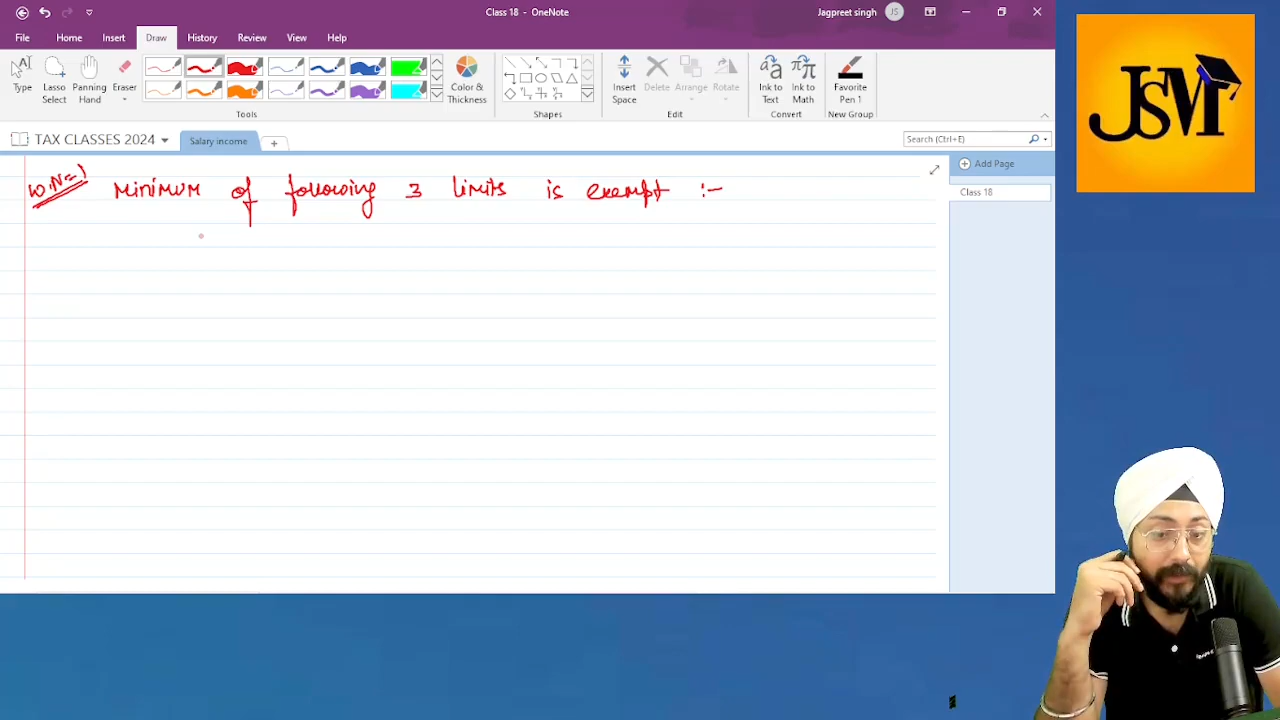 Class 18 - OneNote
Jagpreet singh
JS
File Home Insert Draw History Review View Help
Type
Lasso Select
Panning Hand
Eraser
Color & Thickness
Insert Space
Delete
Arrange
Rotate
Ink to Text
Ink to Math
Favorite Pen 1
Tools
Shapes
Edit
Convert
New Group
TAX CLASSES 2024
Salary income
Search (Ctrl+E)
Add Page
Class 18
W.N=1 Minimum of following 3 limits is exempt :-
JSM